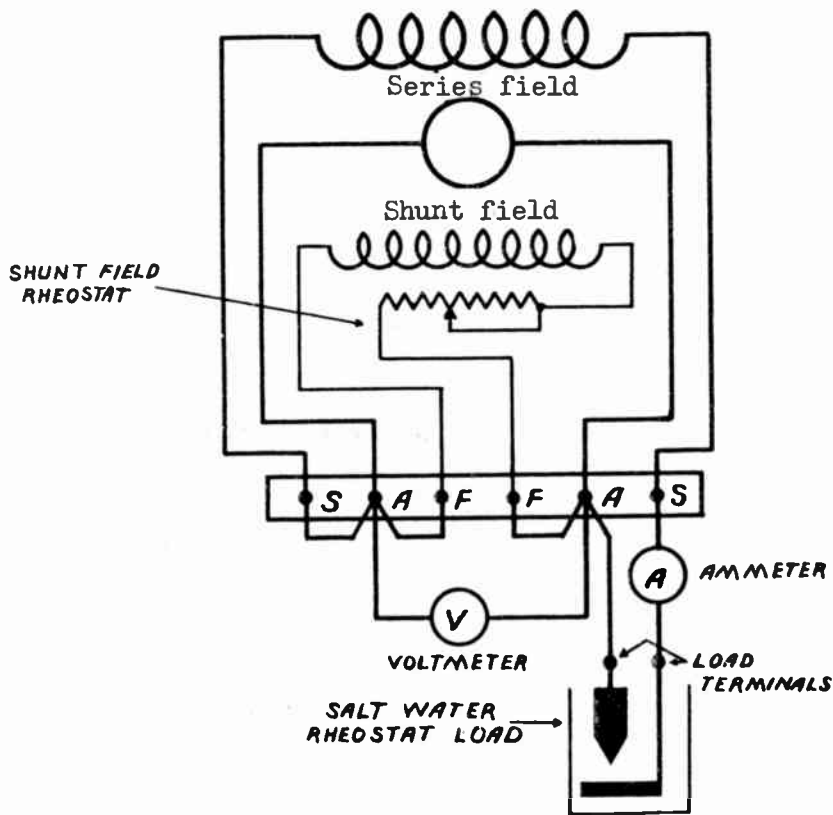 Series field
Shunt field
SHUNT FIELD
RHEOSTAT
S A F F A S
A
AMMETER
V
VOLTMETER
LOAD
TERMINALS
SALT WATER
RHEOSTAT LOAD